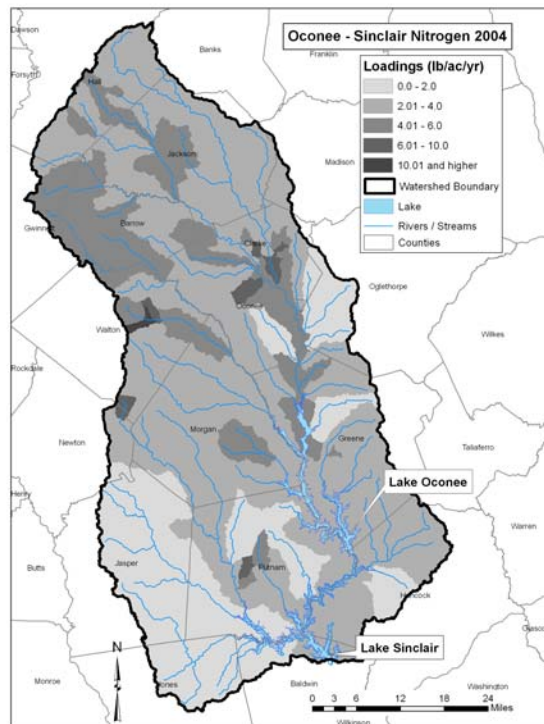 Oconee - Sinclair Nitrogen 2004
Loadings (lb/ac/yr)
0.0 - 2.0
2.01 - 4.0
4.01 - 6.0
6.01 - 10.0
10.01 and higher
Watershed Boundary
Lake
Rivers / Streams
Counties
Dawson
Forsyth
Banks
Franklin
Hall
Jackson
Madison
Gwinnett
Barrow
Clarke
Oconee
Oglethorpe
Walton
Wilkes
Rockdale
Newton
Morgan
Greene
Taliaferro
Henry
Lake Oconee
Warren
Butts
Jasper
Putnam
Hancock
Lake Sinclair
N
Monroe
Jones
Baldwin
Washington
Wilkinson
0 3 6 12 18 24
Miles